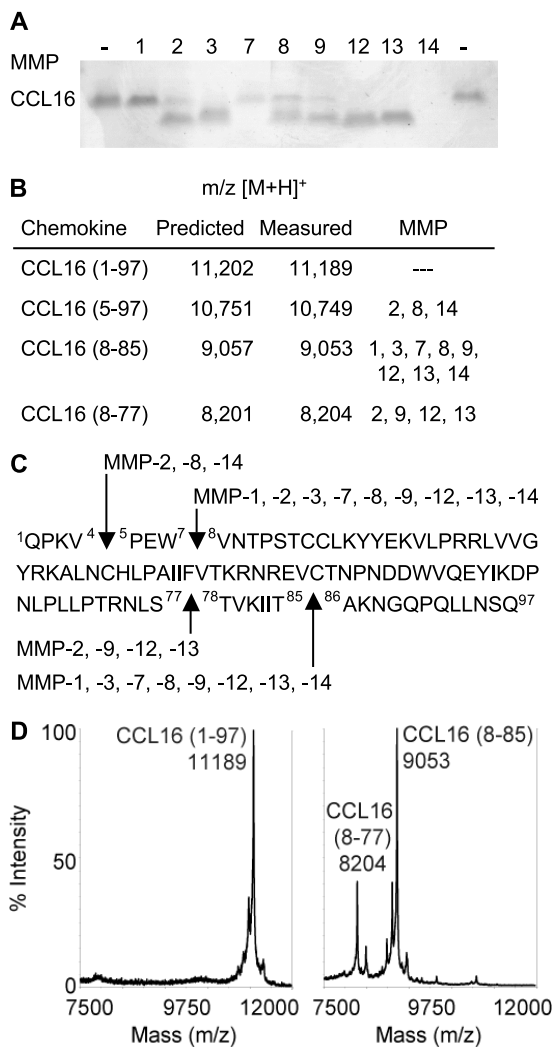 A
- 1 2 3 7 8 9 12 13 14 -
MMP
CCL16
B
m/z [M+H]+
Chemokine Predicted Measured MMP
CCL16 (1-97) 11,202 11,189 ---
CCL16 (5-97) 10,751 10,749 2, 8, 14
CCL16 (8-85) 9,057 9,053 1, 3, 7, 8, 9,
12, 13, 14
CCL16 (8-77) 8,201 8,204 2, 9, 12, 13
C
MMP-2, -8, -14
MMP-1, -2, -3, -7, -8, -9, -12, -13, -14
1QPKV4 5PEW7 8VNTPSTCCLKYYEKVLPRRLVVG
YRKALNCHLPAIIFVTKRNREVCTNPNDDWVQEYIKDP
NLPLLPTRNLS77 78TVKIIT85 86AKNGQPQLLNSQ97
MMP-2, -9, -12, -13
MMP-1, -3, -7, -8, -9, -12, -13, -14
D
100
50
0
% Intensity
CCL16 (1-97)
11189
7500 9750 12000
Mass (m/z)
CCL16 (8-85)
9053
CCL16
(8-77)
8204
7500 9750 12000
Mass (m/z)